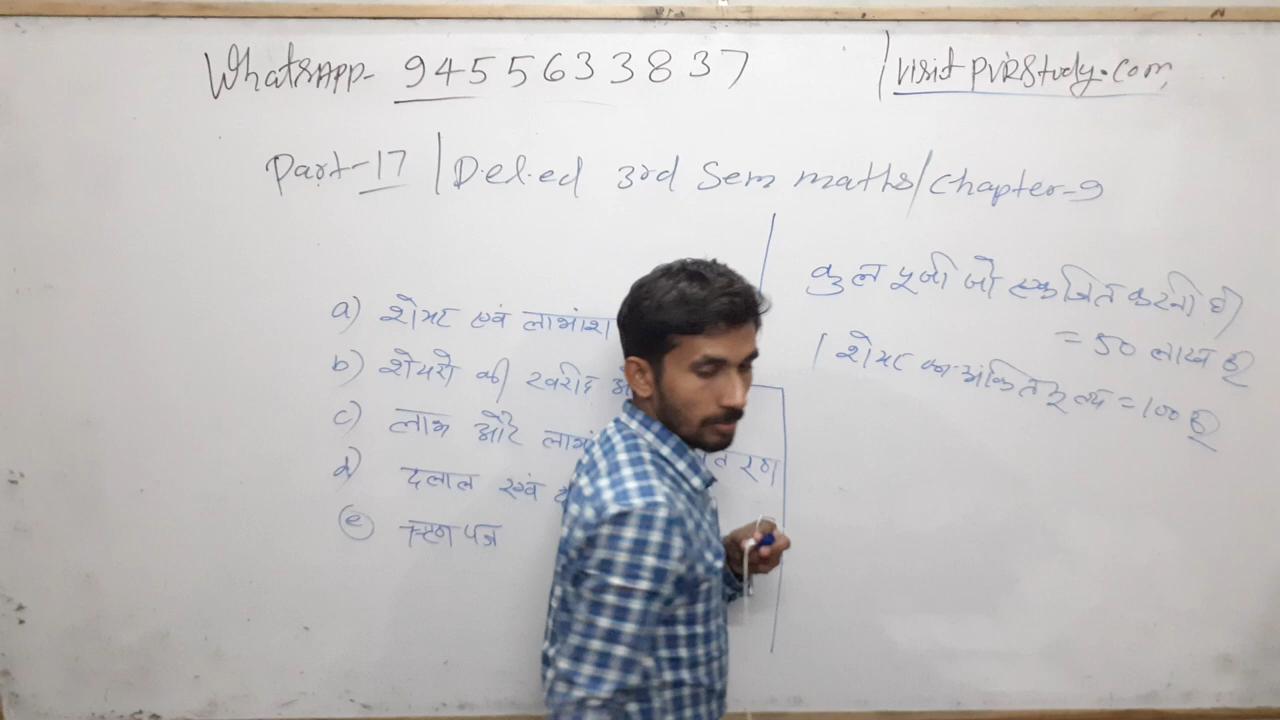 WhatsAPP- 9455633837
visit pvrstudy.com
Part-17 | D.el.ed 3rd Sem maths/chapter-9
a) शेयर एवं लाभांश
b) शेयरो की खरीद
c) लाभ और
d) दलाल एवं
e) ऋण पत्र
कुल पूंजी जो एकत्रित करनी है
= 50 लाख रु
1 शेयर का अंकित मूल्य = 100 रु